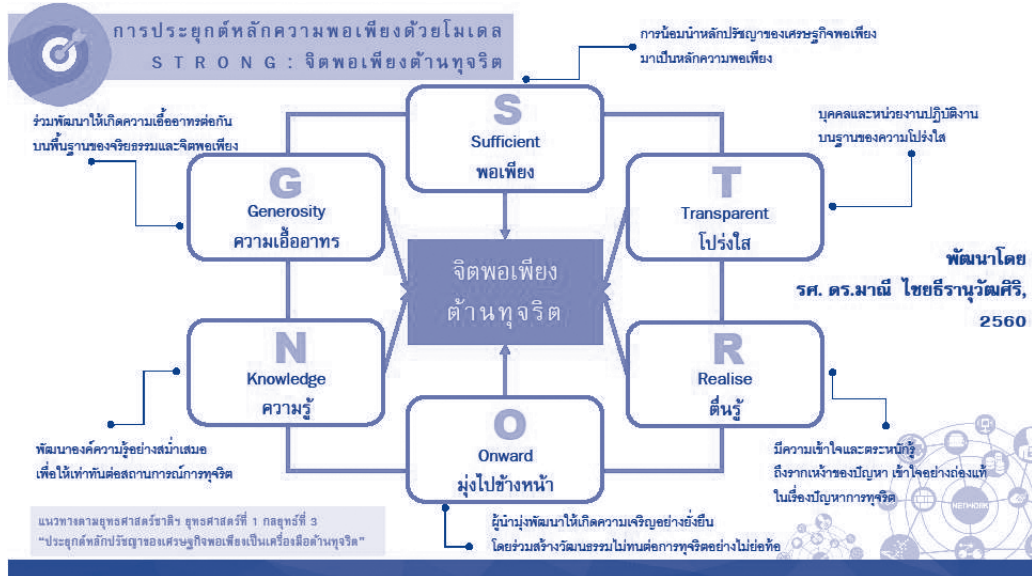 การประยุกต์หลักความพอเพียงด้วยโมเดล
S T R O N G : จิตพอเพียงต้านทุจริต
การน้อมนำหลักปรัชญาของเศรษฐกิจพอเพียง
มาเป็นหลักความพอเพียง
S
Sufficient
พอเพียง
บุคคลและหน่วยงานปฏิบัติงาน
บนฐานของความโปร่งใส
T
Transparent
โปร่งใส
ร่วมพัฒนาให้เกิดความเอื้ออาทรต่อกัน
บนพื้นฐานของจริยธรรมและจิตพอเพียง
G
Generosity
ความเอื้ออาทร
จิตพอเพียง
ต้านทุจริต
พัฒนาโดย
รศ. ดร.มาณี ไชยธีรานุวัฒศิริ,
2560
N
Knowledge
ความรู้
R
Realise
ตื่นรู้
O
Onward
มุ่งไปข้างหน้า
พัฒนาองค์ความรู้อย่างสม่ำเสมอ
เพื่อให้เท่าทันต่อสถานการณ์การทุจริต
มีความเข้าใจและตระหนักรู้
ถึงรากเหง้าของปัญหา เข้าใจอย่างถ่องแท้
ในเรื่องปัญหาการทุจริต
NETWORK
แนวทางตามยุทธศาสตร์ชาติฯ ยุทธศาสตร์ที่ 1 กลยุทธ์ที่ 3
“ประยุกต์หลักปรัชญาของเศรษฐกิจพอเพียงเป็นเครื่องมือต้านทุจริต”
ผู้นำมุ่งพัฒนาให้เกิดความเจริญอย่างยั่งยืน
โดยร่วมสร้างวัฒนธรรมไม่ทนต่อการทุจริตอย่างไม่ย่อท้อ